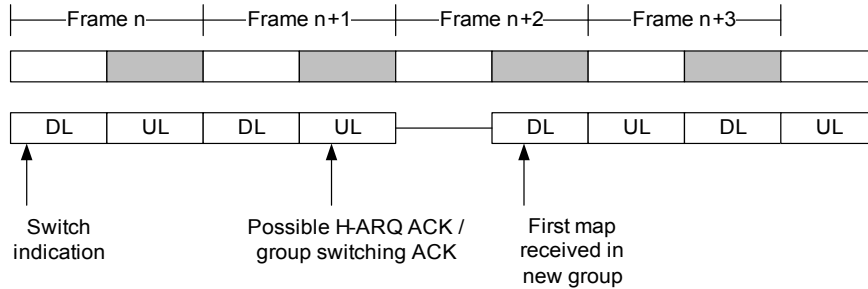 Frame n Frame n+1 Frame n+2 Frame n+3
DL UL DL UL DL UL DL UL
Switch
indication
Possible H-ARQ ACK /
group switching ACK
First map
received in
new group